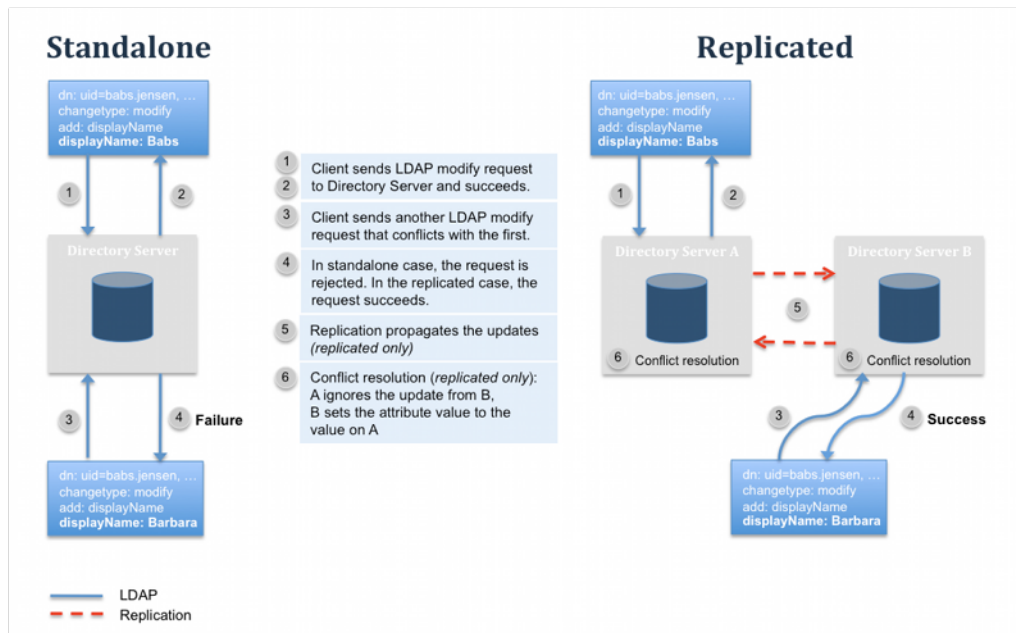 Standalone
Replicated
dn: uid=babs.jensen, ...
changetype: modify
add: displayName
displayName: Babs
1
2
Directory Server
3
4
Failure
dn: uid=babs.jensen, ...
changetype: modify
add: displayName
displayName: Barbara
1
2
Client sends LDAP modify request
to Directory Server and succeeds.
3
Client sends another LDAP modify
request that conflicts with the first.
4
In standalone case, the request is
rejected. In the replicated case, the
request succeeds.
5
Replication propagates the updates
(replicated only)
6
Conflict resolution (replicated only):
A ignores the update from B,
B sets the attribute value to the
value on A
dn: uid=babs.jensen, ...
changetype: modify
add: displayName
displayName: Babs
1
2
Directory Server A
6 Conflict resolution
5
Directory Server B
6 Conflict resolution
3
4
Success
dn: uid=babs.jensen, ...
changetype: modify
add: displayName
displayName: Barbara
LDAP
Replication